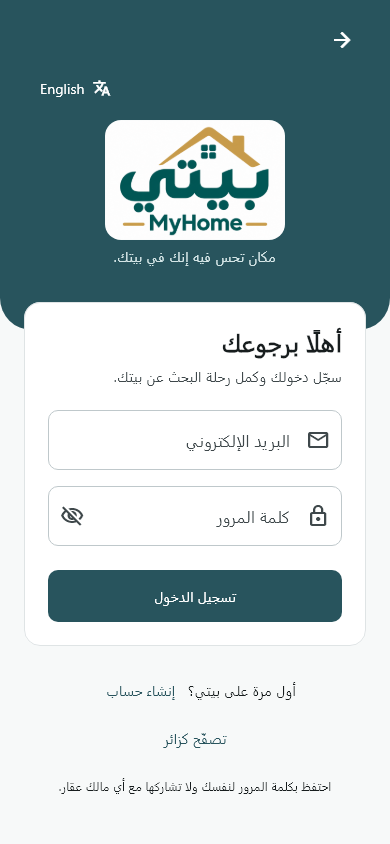 English
بيتي
MyHome
مكان تحس فيه إنك في بيتك.
أهلًا برجوعك
سجّل دخولك وكمل رحلة البحث عن بيتك.
البريد الإلكتروني
كلمة المرور
تسجيل الدخول
أول مرة على بيتي؟ إنشاء حساب
تصفّح كزائر
احتفظ بكلمة المرور لنفسك ولا تشاركها مع أي مالك عقار.